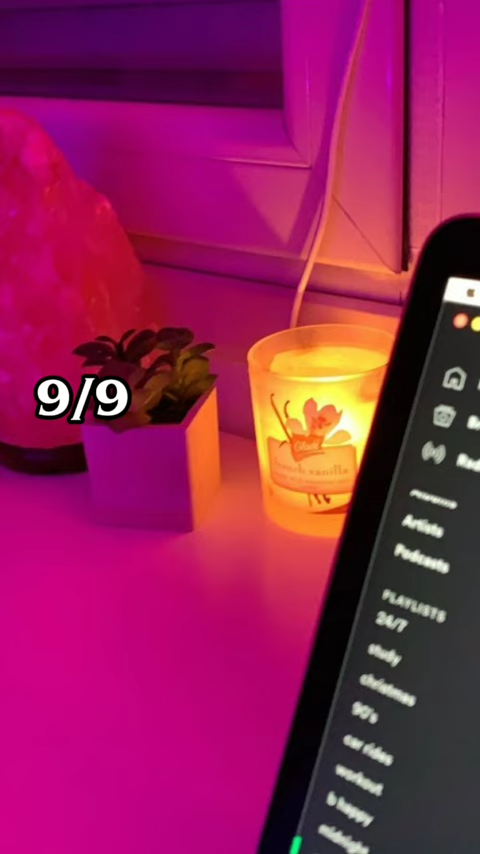 9/9
Glade
french vanilla
Artists
Podcasts
PLAYLISTS
24/7
study
christmas
90's
car rides
workout
b happy
midnight